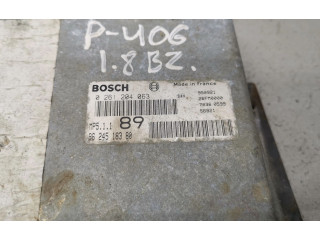 P-406
1.8 BZ.
BOSCH
Made in France
0 261 204 063
MP5.1.1
89
96 245 183 80